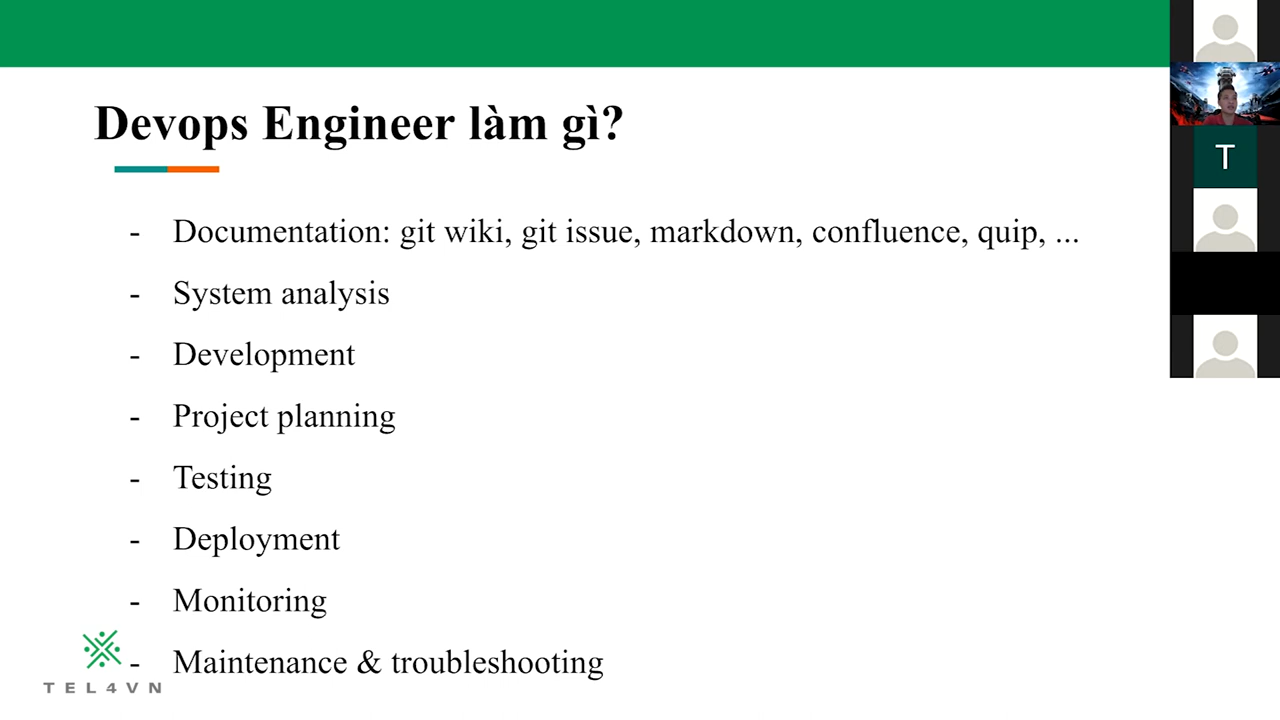 Devops Engineer làm gì?
- Documentation: git wiki, git issue, markdown, confluence, quip, ...
- System analysis
- Development
- Project planning
- Testing
- Deployment
- Monitoring
- Maintenance & troubleshooting
TEL4VN
T